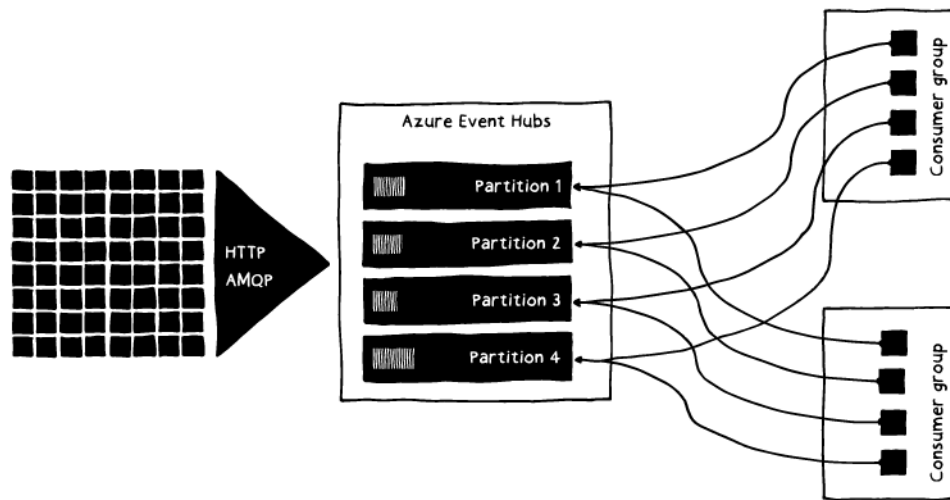 HTTP
AMQP
Azure Event Hubs
Partition 1
Partition 2
Partition 3
Partition 4
Consumer group
Consumer group